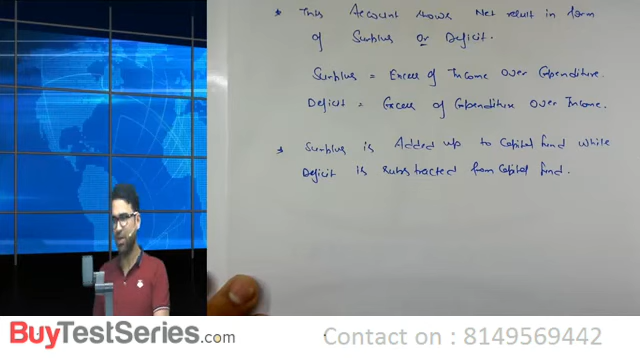 * This Account shows Net result in form
of Surplus or Deficit.
Surplus = Excess of Income Over Expenditure.
Deficit = Excess of Expenditure Over Income.
* Surplus is Added up to Capital fund while
Deficit is substracted from Capital fund.
BuyTestSeries.com
Contact on : 8149569442